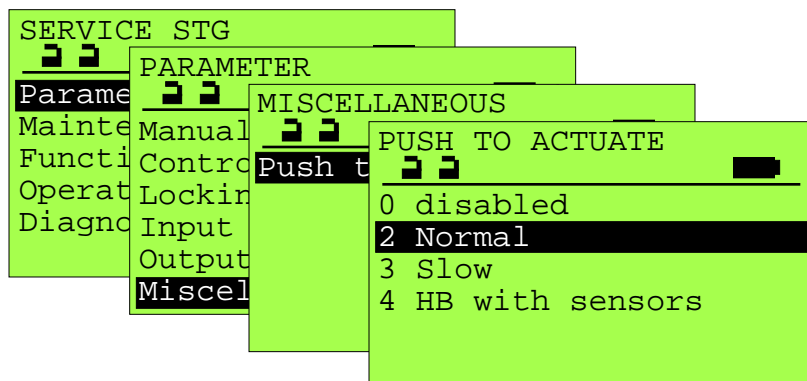 SERVICE STG
Parame
Mainte
Functi
Operat
Diagno
PARAMETER
Manual
Contro
Lockin
Input
Output
Miscel
MISCELLANEOUS
Push t
PUSH TO ACTUATE
0 disabled
2 Normal
3 Slow
4 HB with sensors